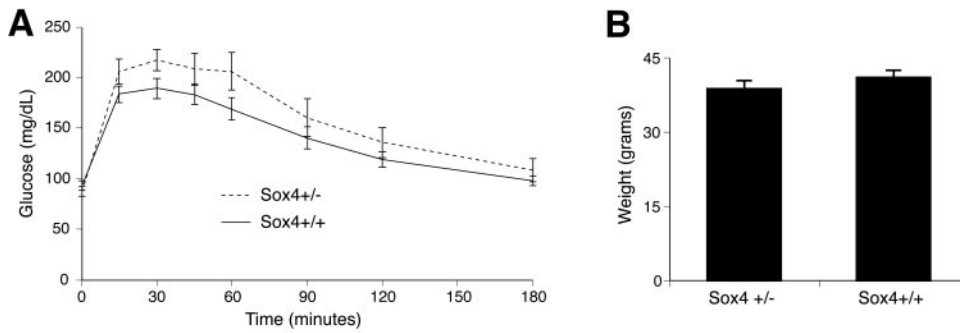 A
Glucose (mg/dL)
250
200
150
100
50
0
Sox4+/-
Sox4+/+
0 30 60 90 120 150 180
Time (minutes)
B
Weight (grams)
45
30
15
0
Sox4 +/- Sox4+/+